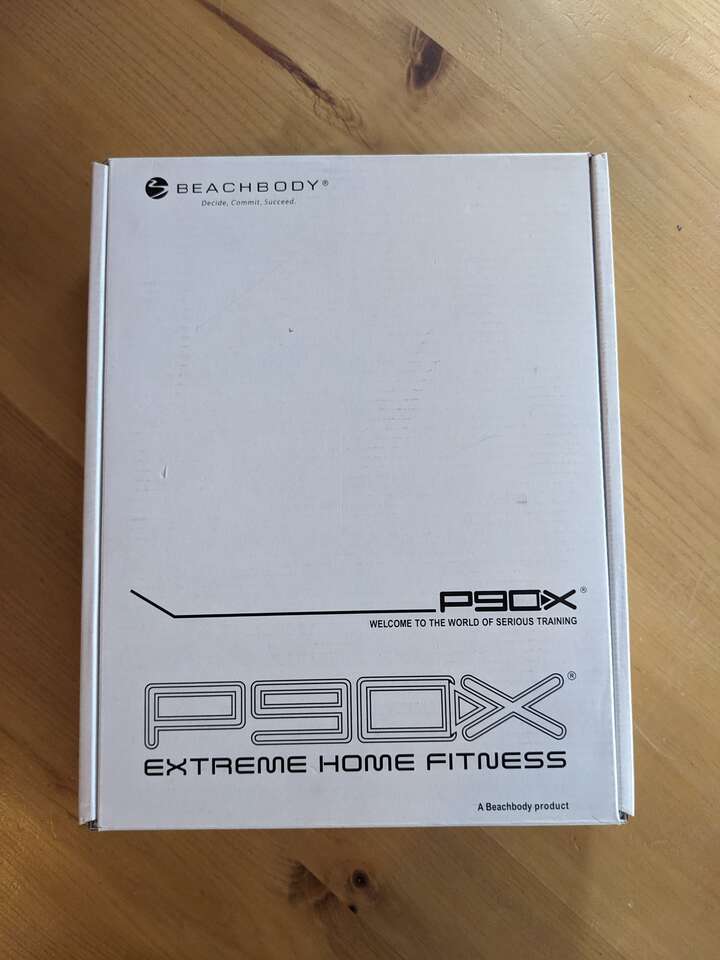 BEACHBODY®
Decide, Commit, Succeed.
P90X®
WELCOME TO THE WORLD OF SERIOUS TRAINING
P90X®
EXTREME HOME FITNESS
A Beachbody product